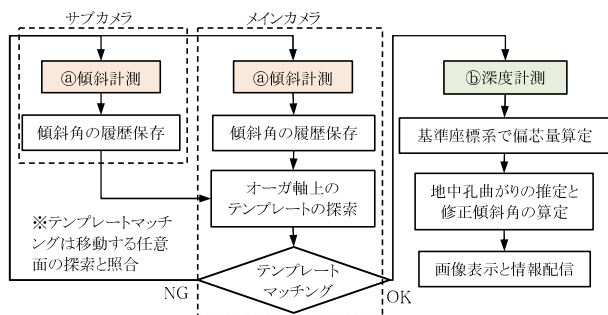 サブカメラ
メインカメラ
ⓐ傾斜計測
ⓐ傾斜計測
ⓑ深度計測
傾斜角の履歴保存
傾斜角の履歴保存
基準座標系で偏芯量算定
オーガ軸上の
テンプレートの探索
地中孔曲がりの推定と
修正傾斜角の算定
※テンプレートマッチ
ングは移動する任意
面の探索と照合
テンプレート
マッチング
画像表示と情報配信
NG
OK